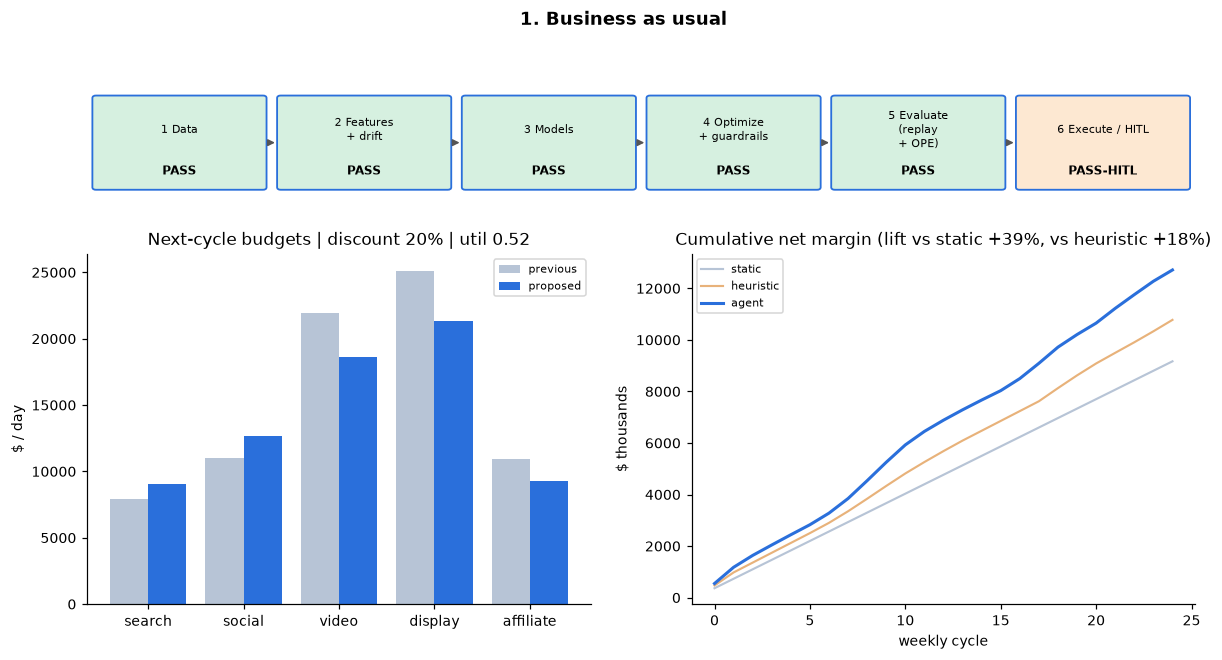 1. Business as usual
1 Data
PASS
2 Features
+ drift
PASS
3 Models
PASS
4 Optimize
+ guardrails
PASS
5 Evaluate
(replay
+ OPE)
PASS
6 Execute / HITL
PASS-HITL
Next-cycle budgets | discount 20% | util 0.52
previous
proposed
$ / day
25000
20000
15000
10000
5000
0
search
social
video
display
affiliate
Cumulative net margin (lift vs static +39%, vs heuristic +18%)
static
heuristic
agent
$ thousands
12000
10000
8000
6000
4000
2000
0
0
5
10
15
20
25
weekly cycle